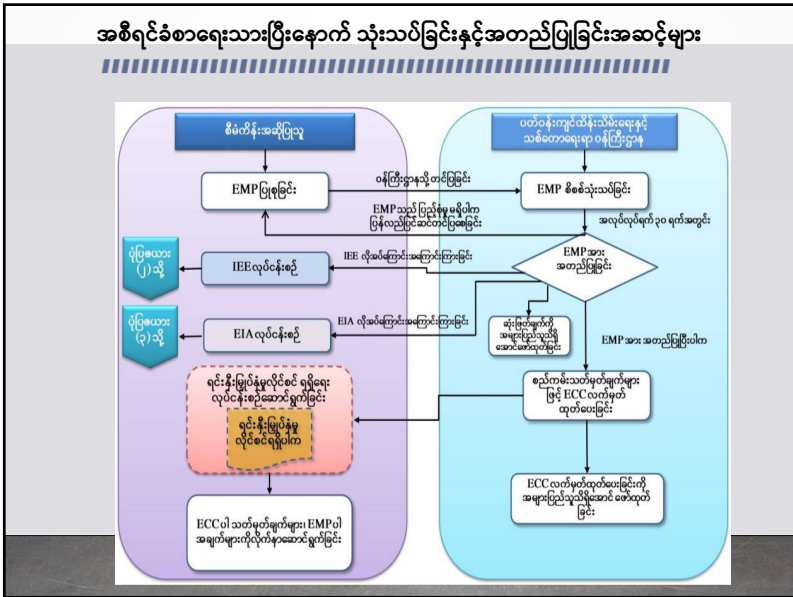 အစီရင်ခံစာရေးသားပြီးနောက် သုံးသပ်ခြင်းနှင့်အတည်ပြုခြင်းအဆင့်များ
စီမံကိန်းအဆိုပြုသူ
ပတ်ဝန်းကျင်ထိန်းသိမ်းရေးနှင့်
သစ်တောရေးရာ ဝန်ကြီးဌာန
EMPပြုစုခြင်း
ဝန်ကြီးဌာနသို့ တင်ပြခြင်း
EMP စိစစ်သုံးသပ်ခြင်း
EMPသည် ပြည့်စုံမှု မရှိပါက
ပြန်လည်ပြင်ဆင်တင်ပြစေခြင်း
အလုပ်လုပ်ရက် ၃၀ ရက်အတွင်း
ပုံပြဇယား
(၂) သို့
IEEလုပ်ငန်းစဉ်
IEE လိုအပ်ကြောင်းအကြောင်းကြားခြင်း
EMPအား
အတည်ပြုခြင်း
ပုံပြဇယား
(၃) သို့
EIAလုပ်ငန်းစဉ်
EIA လိုအပ်ကြောင်းအကြောင်းကြားခြင်း
ဆုံးဖြတ်ချက်ကို
အများပြည်သူသိရှိ
အောင်ဖော်ထုတ်ခြင်း
EMPအား အတည်ပြုပြီးပါက
ရင်းနှီးမြှုပ်နှံမှုလိုင်စင် ရရှိရေး
လုပ်ငန်းစဉ်ဆောင်ရွက်ခြင်း
ရင်းနှီးမြှုပ်နှံမှု
လိုင်စင်ရရှိပါက
စည်းကမ်းသတ်မှတ်ချက်များ
ဖြင့် ECCလက်မှတ်
ထုတ်ပေးခြင်း
ECCပါ သတ်မှတ်ချက်များ၊ EMPပါ
အချက်များကိုလိုက်နာဆောင်ရွက်ခြင်း
ECCလက်မှတ်ထုတ်ပေးခြင်းကို
အများပြည်သူသိရှိအောင် ဖော်ထုတ်
ခြင်း